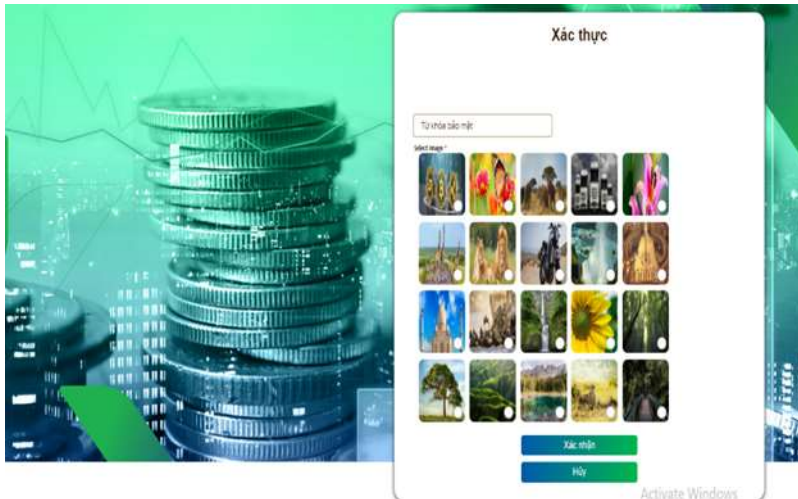 Xác thực
Từ khóa bảo mật
Select Image *
Xác nhận
Hủy
Activate Windows